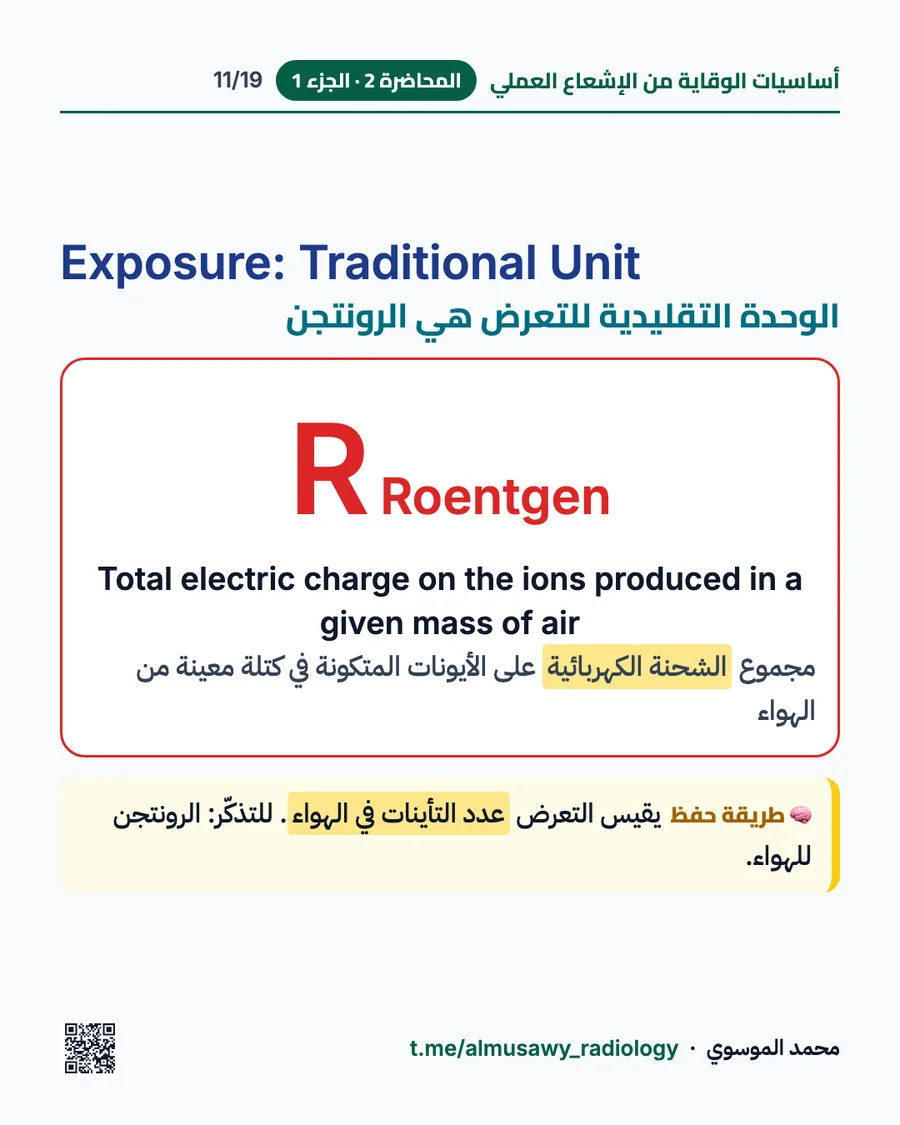 أساسيات الوقاية من الإشعاع العملي المحاضرة 2 · الجزء 1 11/19
Exposure: Traditional Unit
الوحدة التقليدية للتعرض هي الرونتجن
R Roentgen
Total electric charge on the ions produced in a
given mass of air
مجموع الشحنة الكهربائية على الأيونات المتكونة في كتلة معينة من
الهواء
🧠 طريقة حفظ يقيس التعرض عدد التأينات في الهواء. للتذكّر: الرونتجن
للهواء.
محمد الموسوي · t.me/almusawy_radiology